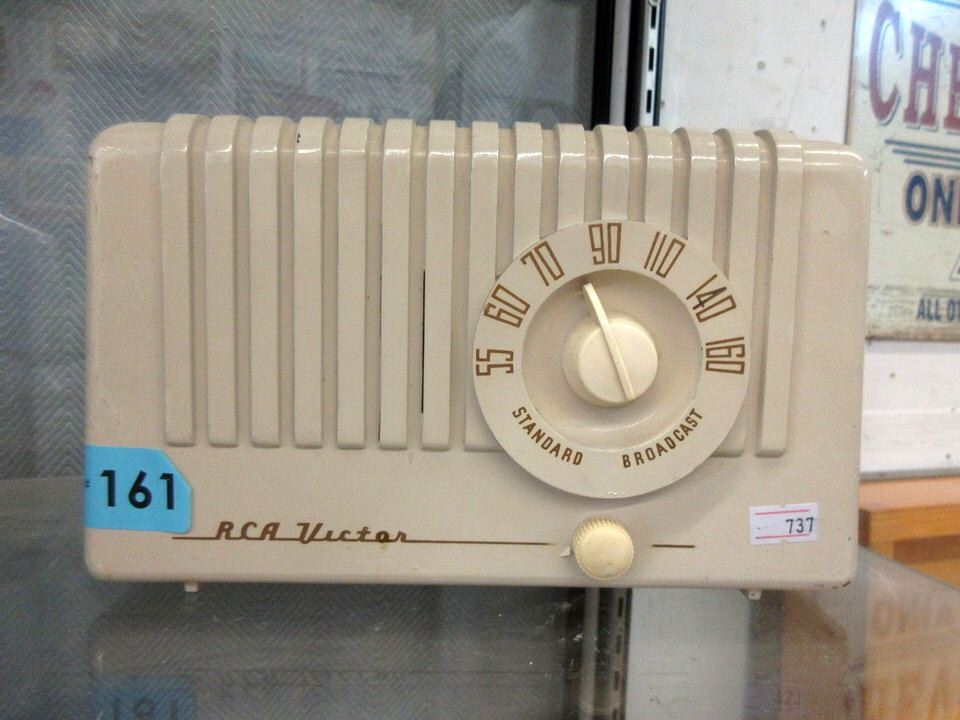 55 60 70 90 110 140 160
STANDARD BROADCAST
161
RCA Victor
737
CHE
ON
ALL OT